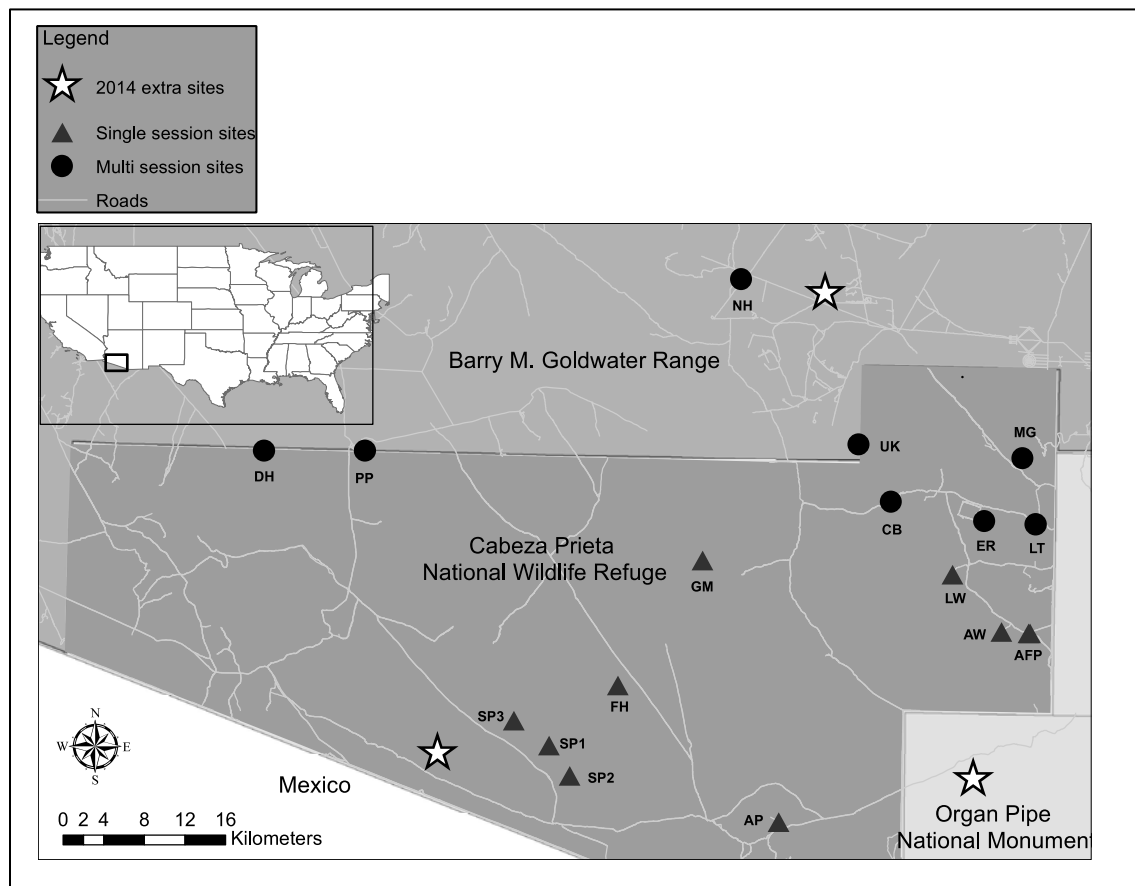 Legend
2014 extra sites
Single session sites
Multi session sites
Roads
NH
Barry M. Goldwater Range
DH
PP
UK
MG
CB
ER
LT
Cabeza Prieta
National Wildlife Refuge
GM
LW
AW
AFP
FH
SP3
SP1
SP2
N
W
E
S
Mexico
AP
Organ Pipe
National Monument
0 2 4 8 12 16
Kilometers